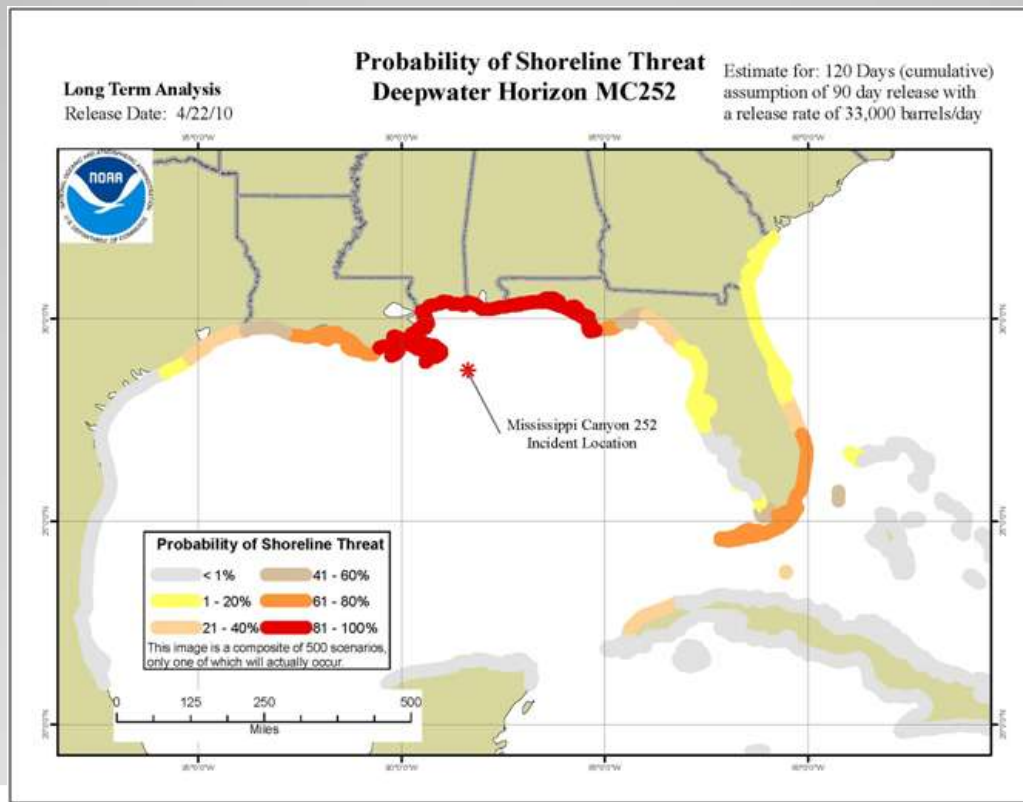 Probability of Shoreline Threat
Deepwater Horizon MC252
Long Term Analysis
Release Date: 4/22/10
Estimate for: 120 Days (cumulative)
assumption of 90 day release with
a release rate of 33,000 barrels/day
NOAA
Mississippi Canyon 252
Incident Location
Probability of Shoreline Threat
< 1%
41 - 60%
1 - 20%
61 - 80%
21 - 40%
81 - 100%
This image is a composite of 500 scenarios,
only one of which will actually occur.
0 125 250 500
Miles